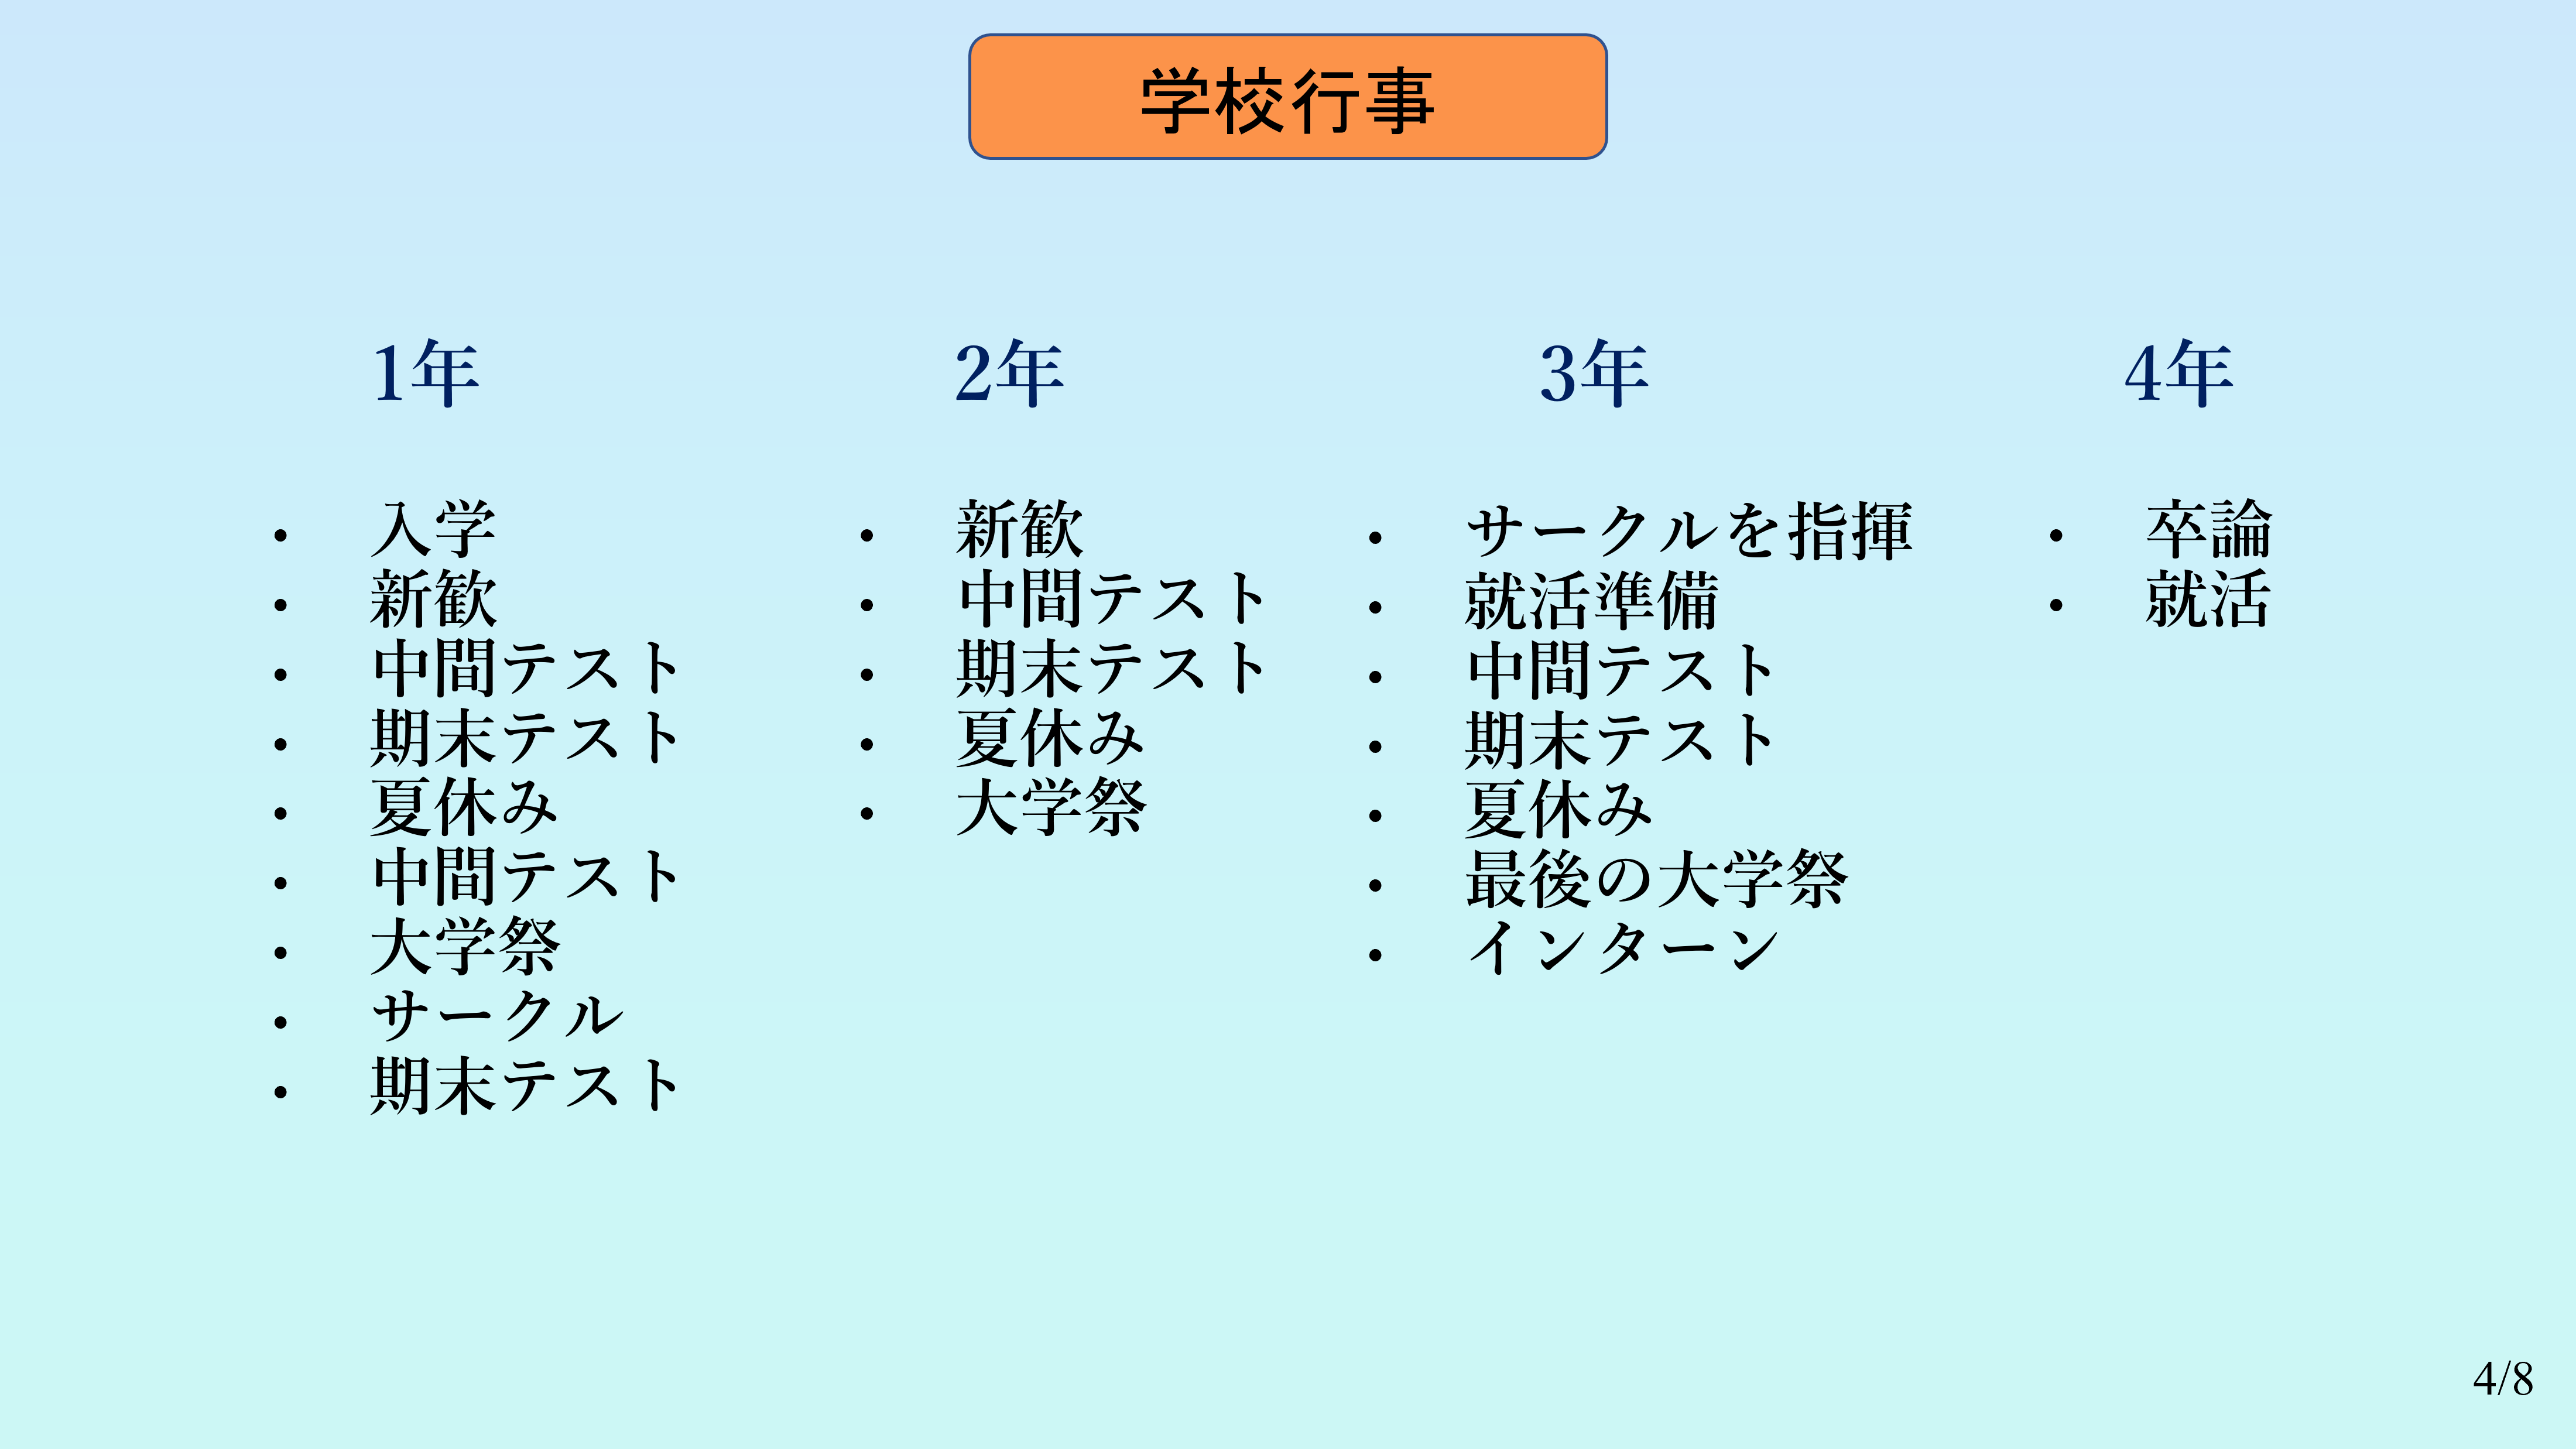 学校行事
1年
・ 入学
・ 新歓
・ 中間テスト
・ 期末テスト
・ 夏休み
・ 中間テスト
・ 大学祭
・ サークル
・ 期末テスト
2年
・ 新歓
・ 中間テスト
・ 期末テスト
・ 夏休み
・ 大学祭
3年
・ サークルを指揮
・ 就活準備
・ 中間テスト
・ 期末テスト
・ 夏休み
・ 最後の大学祭
・ インターン
4年
・ 卒論
・ 就活
4/8